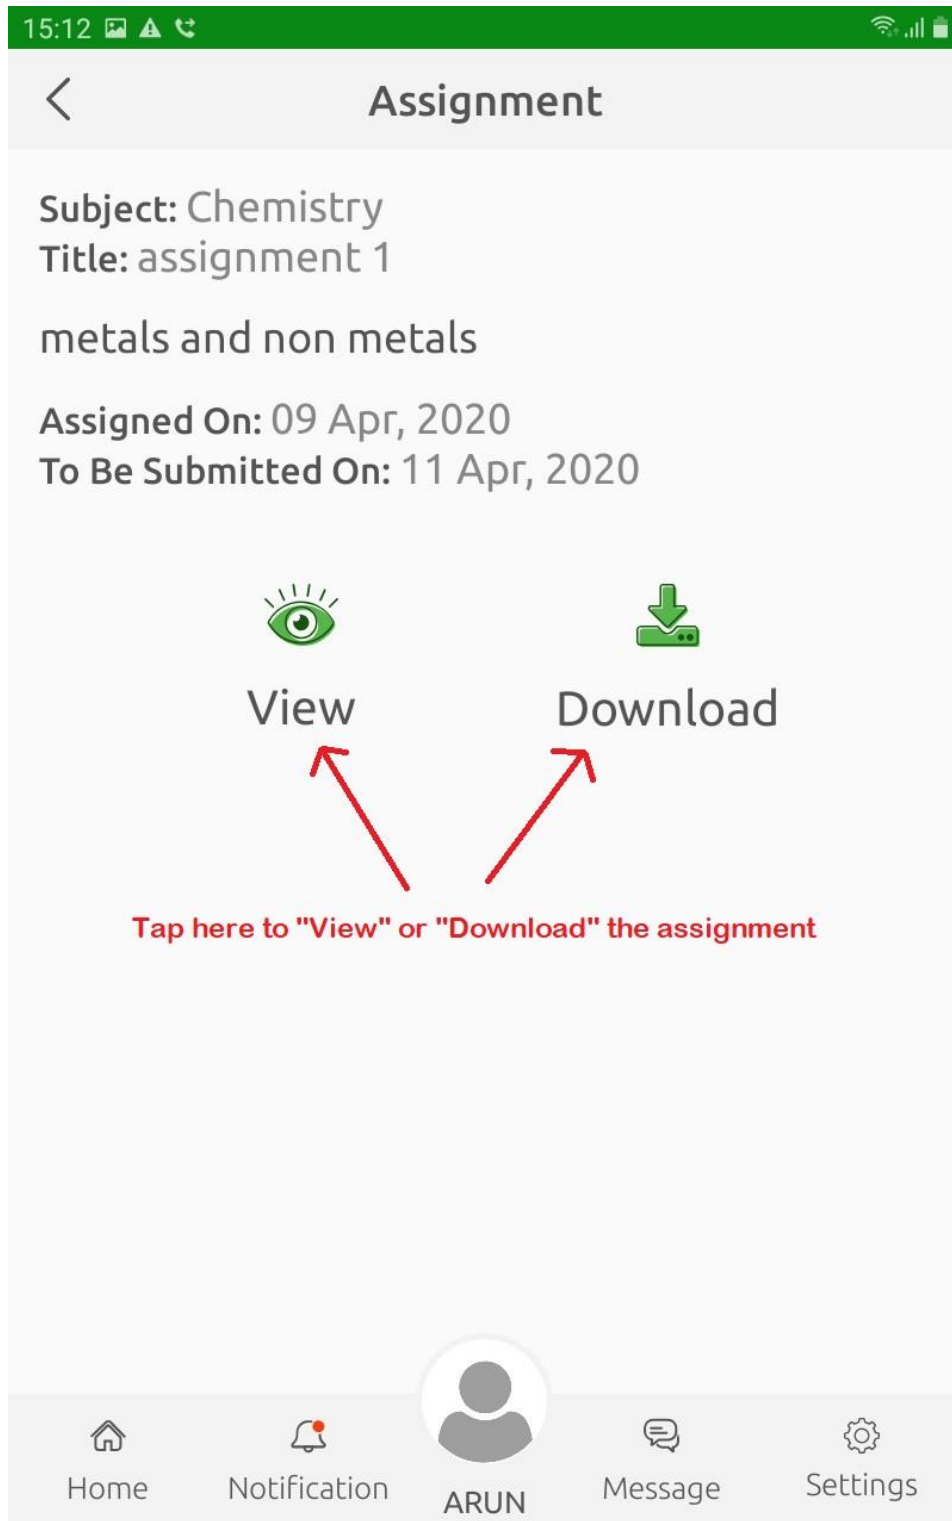 15:12
Assignment
Subject: Chemistry
Title: assignment 1
metals and non metals
Assigned On: 09 Apr, 2020
To Be Submitted On: 11 Apr, 2020
View Download
Tap here to "View" or "Download" the assignment
Home Notification ARUN Message Settings